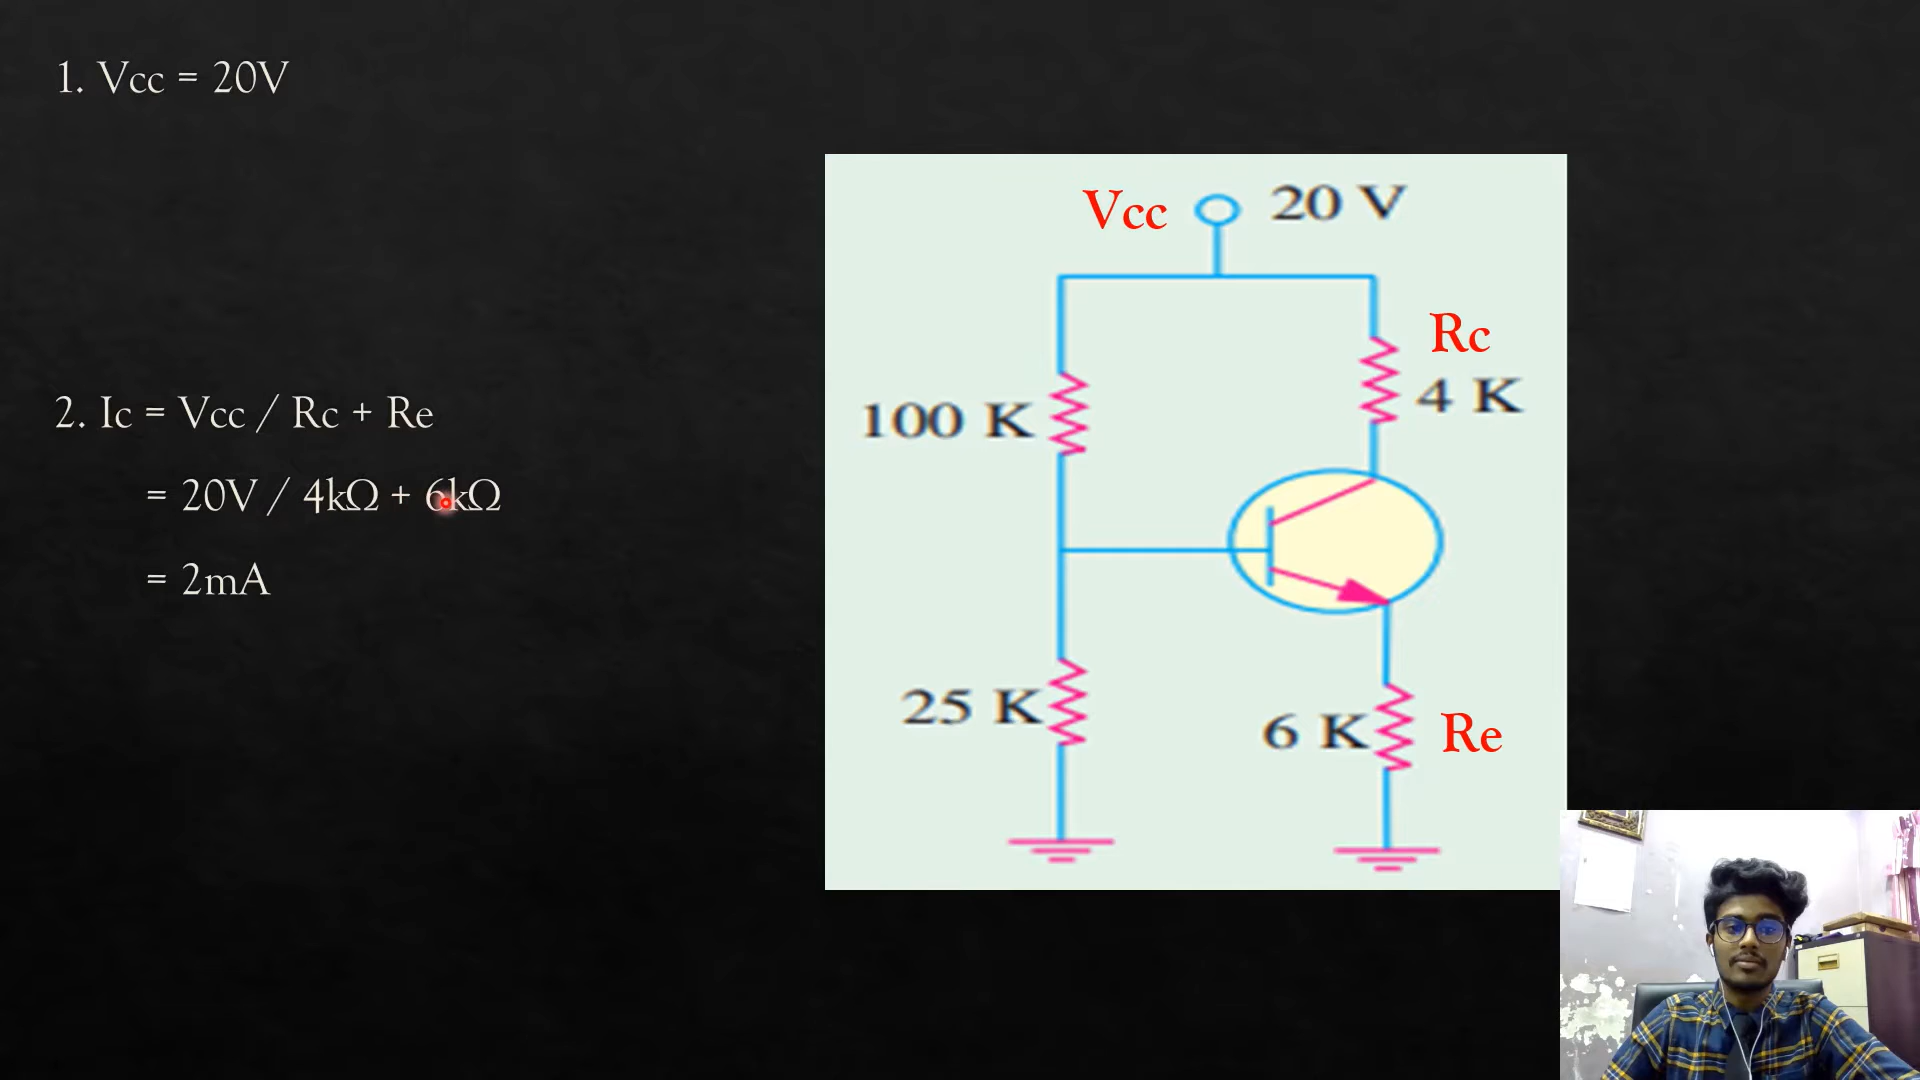 1. Vcc = 20V
2. Ic = Vcc / Rc + Re
= 20V / 4kΩ + 6kΩ
= 2mA
Vcc 20 V
Rc
4 K
100 K
25 K
6 K Re